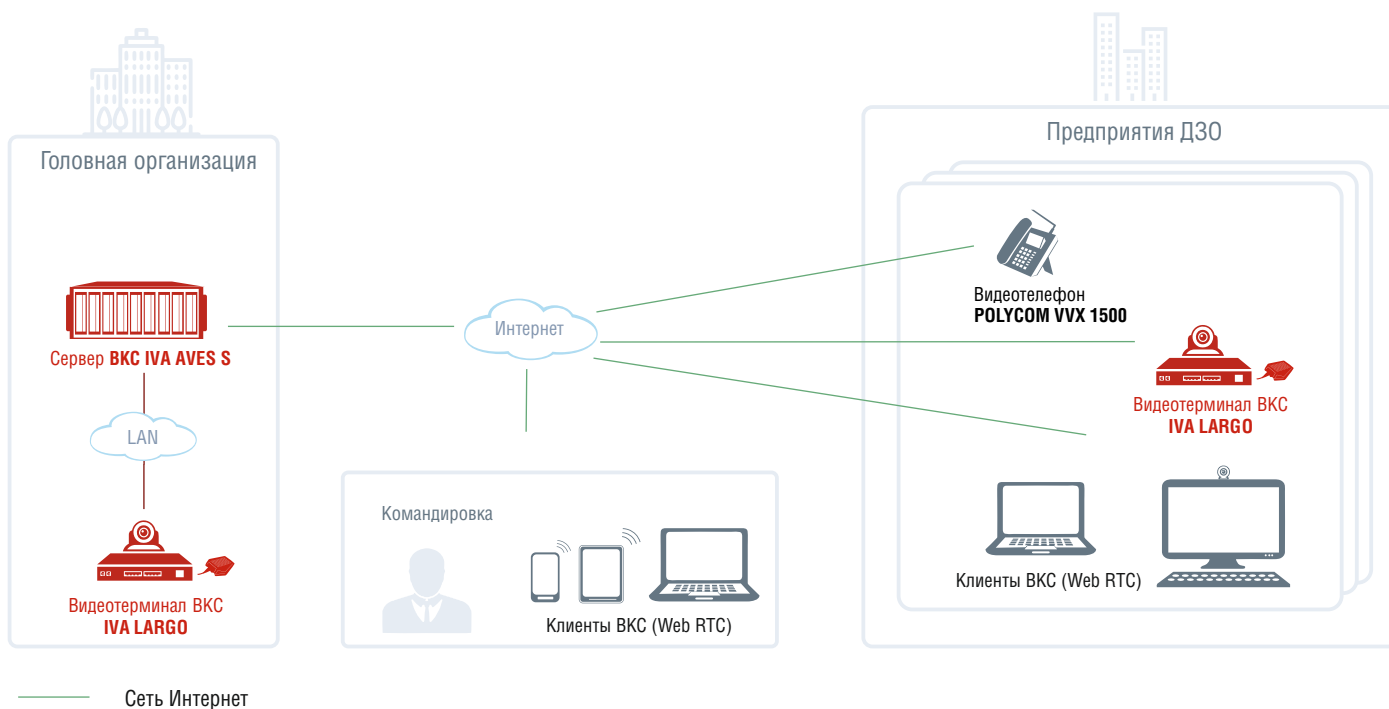 Головная организация
Сервер ВКС IVA AVES S
LAN
Видеотерминал ВКС
IVA LARGO
Интернет
Командировка
Клиенты ВКС (Web RTC)
Предприятия ДЗО
Видеотелефон
POLYCOM VVX 1500
Видеотерминал ВКС
IVA LARGO
Клиенты ВКС (Web RTC)
Сеть Интернет